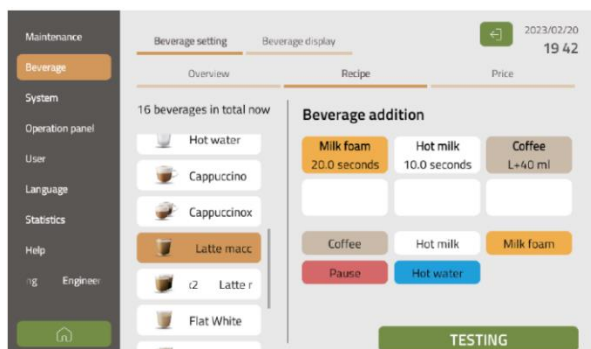 Maintenance
Beverage
System
Operation panel
User
Language
Statistics
Help
ng Engineer
Beverage setting Beverage display
2023/02/20
19 42
Overview Recipe Price
16 beverages in total now
Hot water
Cappuccino
Cappuccinox
Latte macc
x2 Latte r
Flat White
Beverage addition
Milk foam Hot milk Coffee
20.0 seconds 10.0 seconds L+40 ml
Coffee Hot milk Milk foam
Pause Hot water
TESTING